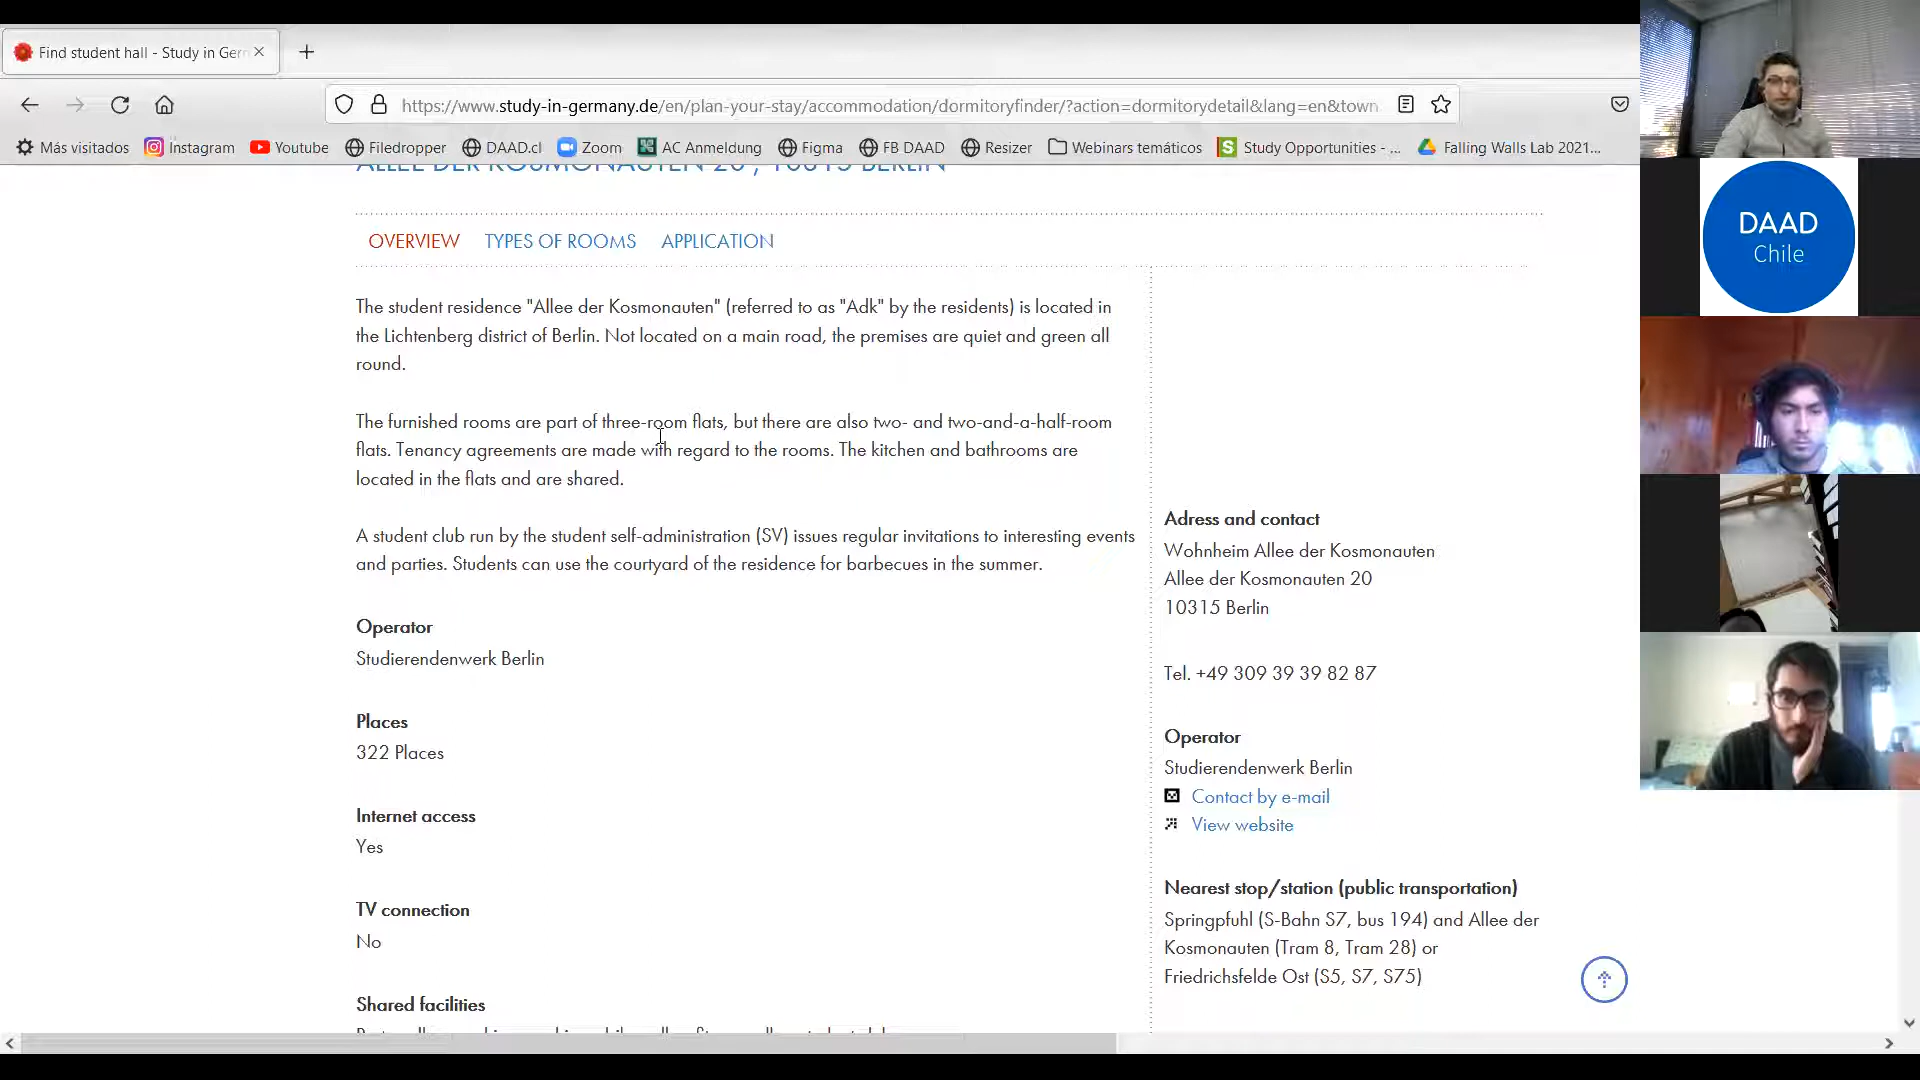 Find student hall - Study in Ger
https://www.study-in-germany.de/en/plan-your-stay/accommodation/dormitoryfinder/?action=dormitorydetail&lang=en&town
Más visitados Instagram Youtube Filedropper DAAD.cl Zoom AC Anmeldung Figma FB DAAD Resizer Webinars temáticos Study Opportunities - ... Falling Walls Lab 2021...
ALLEE DER KOSMONAUTEN 20 , 10315 BERLIN
OVERVIEW TYPES OF ROOMS APPLICATION
The student residence "Allee der Kosmonauten" (referred to as "Adk" by the residents) is located in
the Lichtenberg district of Berlin. Not located on a main road, the premises are quiet and green all
round.
The furnished rooms are part of three-room flats, but there are also two- and two-and-a-half-room
flats. Tenancy agreements are made with regard to the rooms. The kitchen and bathrooms are
located in the flats and are shared.
A student club run by the student self-administration (SV) issues regular invitations to interesting events
and parties. Students can use the courtyard of the residence for barbecues in the summer.
Operator
Studierendenwerk Berlin
Places
322 Places
Internet access
Yes
TV connection
No
Shared facilities
Adress and contact
Wohnheim Allee der Kosmonauten
Allee der Kosmonauten 20
10315 Berlin
Tel. +49 309 39 39 82 87
Operator
Studierendenwerk Berlin
Contact by e-mail
View website
Nearest stop/station (public transportation)
Springpfuhl (S-Bahn S7, bus 194) and Allee der
Kosmonauten (Tram 8, Tram 28) or
Friedrichsfelde Ost (S5, S7, S75)
DAAD
Chile